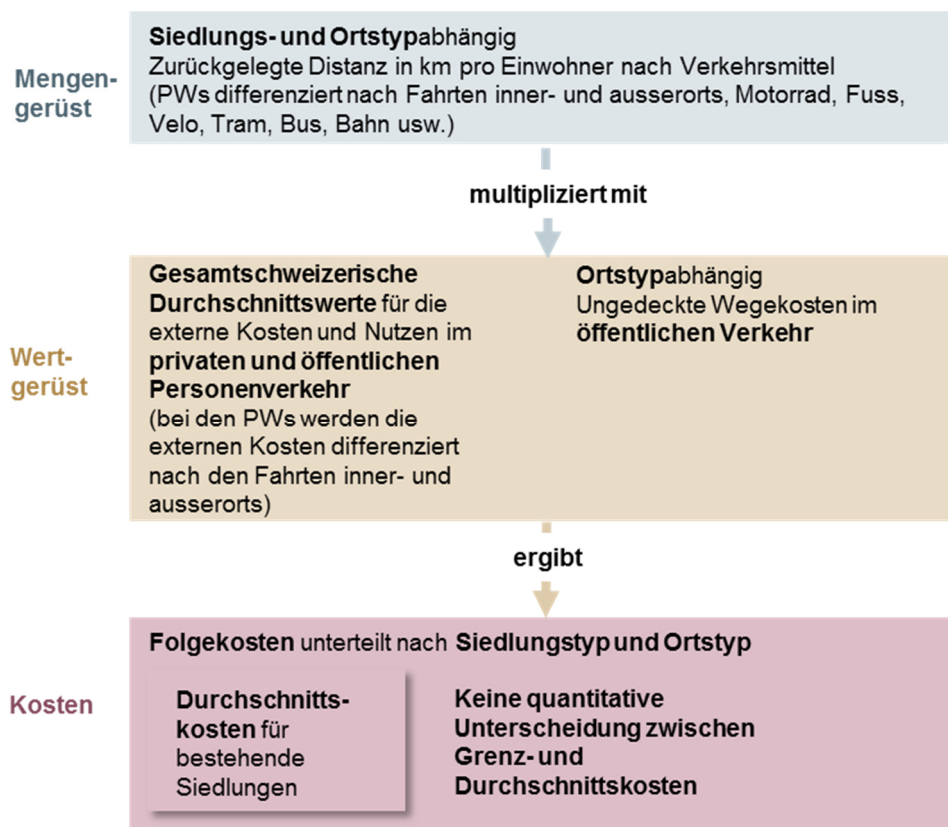 Mengen-
gerüst
Siedlungs- und Ortstypabhängig
Zurückgelegte Distanz in km pro Einwohner nach Verkehrsmittel
(PWs differenziert nach Fahrten inner- und ausserorts, Motorrad, Fuss,
Velo, Tram, Bus, Bahn usw.)
multipliziert mit
Wert-
gerüst
Gesamtschweizerische
Durchschnittswerte für die
externe Kosten und Nutzen im
privaten und öffentlichen
Personenverkehr
(bei den PWs werden die
externen Kosten differenziert
nach den Fahrten inner- und
ausserorts)
Ortstypabhängig
Ungedeckte Wegekosten im
öffentlichen Verkehr
ergibt
Kosten
Folgekosten unterteilt nach Siedlungstyp und Ortstyp
Durchschnitts-
kosten für
bestehende
Siedlungen
Keine quantitative
Unterscheidung zwischen
Grenz- und
Durchschnittskosten